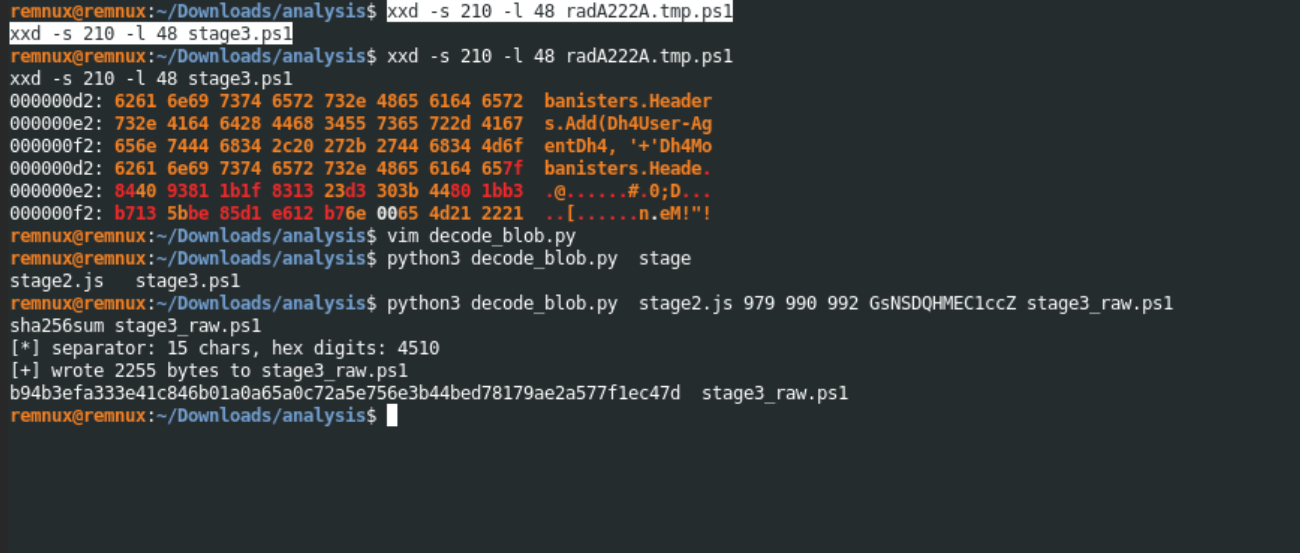 remnux@remnux:~/Downloads/analysis$ xxd -s 210 -l 48 radA222A.tmp.ps1
xxd -s 210 -l 48 stage3.ps1
remnux@remnux:~/Downloads/analysis$ xxd -s 210 -l 48 radA222A.tmp.ps1
xxd -s 210 -l 48 stage3.ps1
000000d2: 6261 6e69 7374 6572 732e 4865 6164 6572  banisters.Header
000000e2: 732e 4164 6428 4468 3455 7365 722d 4167  s.Add(Dh4User-Ag
000000f2: 656e 7444 6834 2c20 272b 2744 6834 4d6f  entDh4, '+'Dh4Mo
000000d2: 6261 6e69 7374 6572 732e 4865 6164 657f  banisters.Heade.
000000e2: 8440 9381 1b1f 8313 23d3 303b 4480 1bb3  .@......#.0;D...
000000f2: b713 5bbe 85d1 e612 b76e 0065 4d21 2221  ..[......n.eM!"!
remnux@remnux:~/Downloads/analysis$ vim decode_blob.py
remnux@remnux:~/Downloads/analysis$ python3 decode_blob.py  stage
stage2.js   stage3.ps1
remnux@remnux:~/Downloads/analysis$ python3 decode_blob.py  stage2.js 979 990 992 GsNSDQHMEC1ccZ stage3_raw.ps1
sha256sum stage3_raw.ps1
[*] separator: 15 chars, hex digits: 4510
[+] wrote 2255 bytes to stage3_raw.ps1
b94b3efa333e41c846b01a0a65a0c72a5e756e3b44bed78179ae2a577f1ec47d  stage3_raw.ps1
remnux@remnux:~/Downloads/analysis$